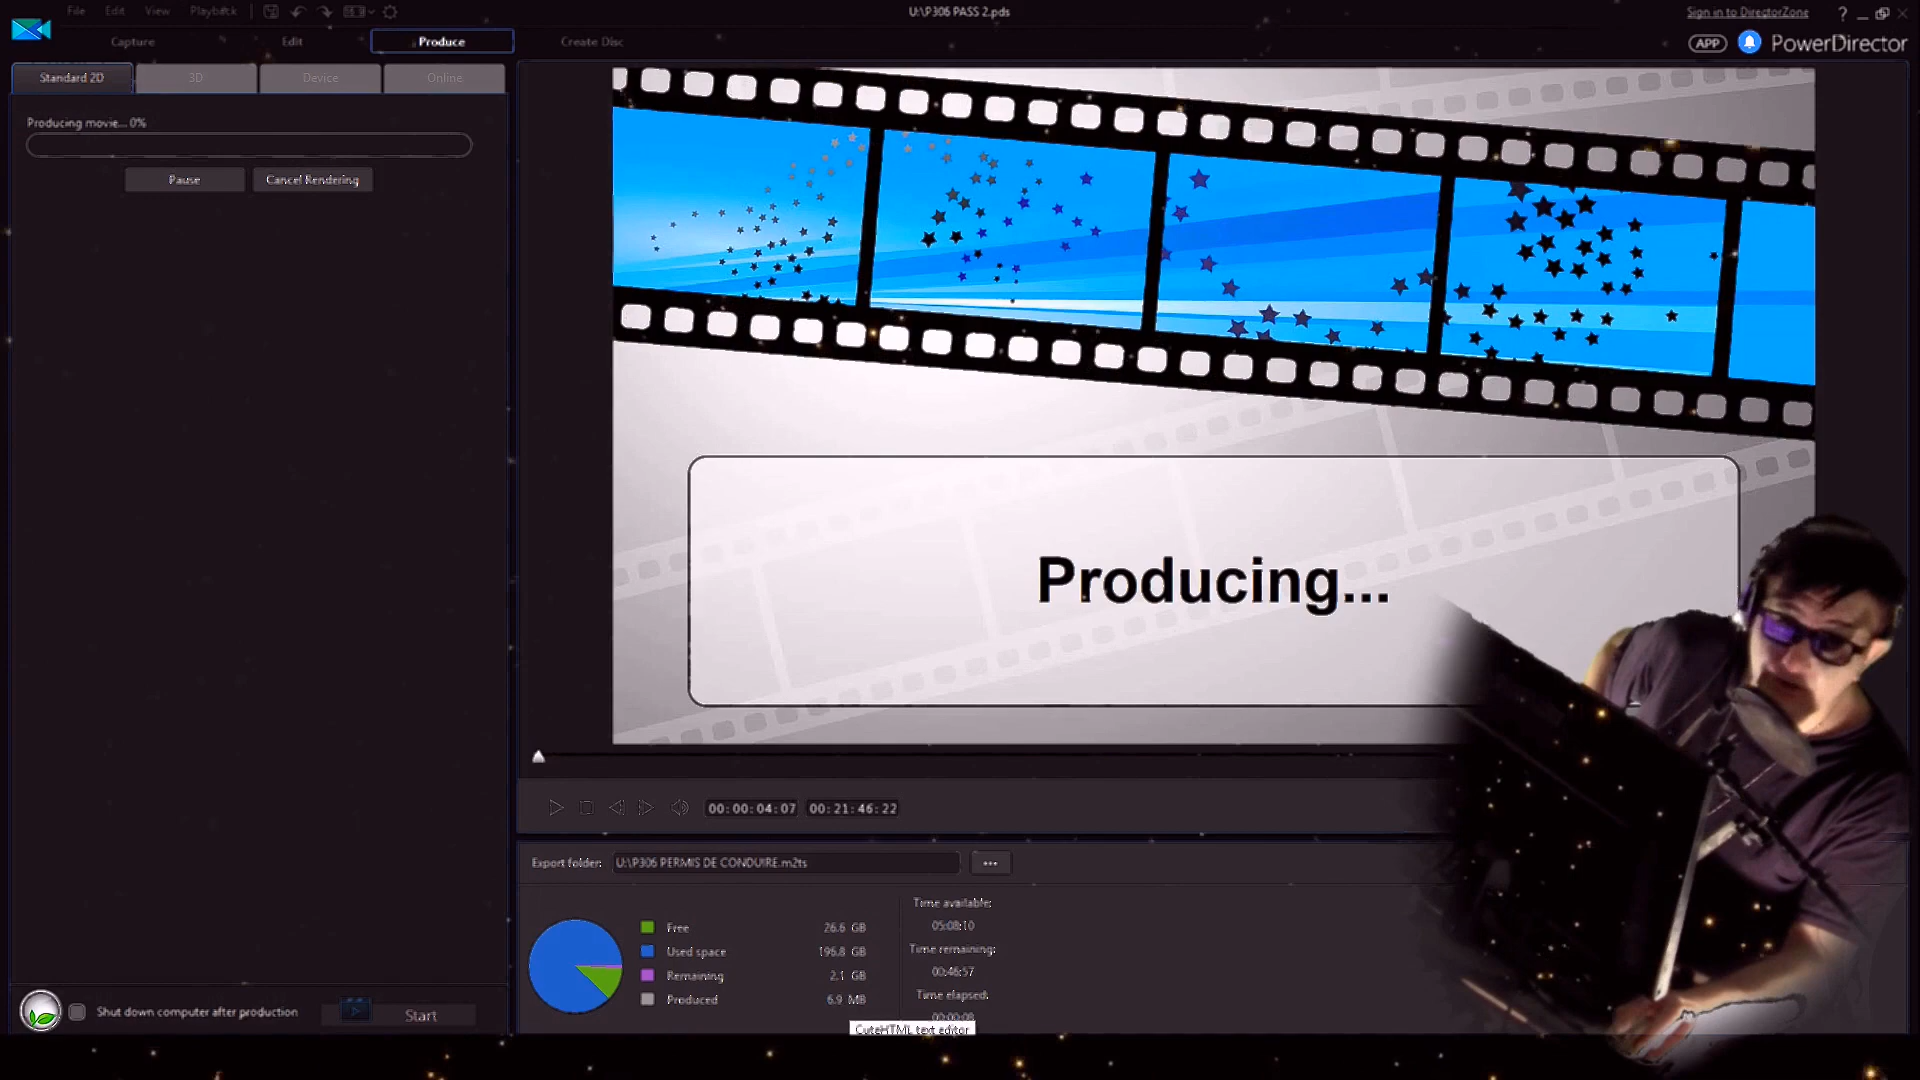 File Edit View Playback
U:\P306 PASS 2.pds
Sign in to DirectorZone
?
Capture
Edit
Produce
Create Disc
APP
PowerDirector
Standard 2D
3D
Device
Online
Producing movie... 0%
Pause
Cancel Rendering
Producing...
00:00:04:07
00:21:46:22
Export folder:
U:\P306 PERMIS DE CONDUIRE.m2ts
...
Free 26.6 GB
Used space 196.8 GB
Remaining 2.1 GB
Produced 6.9 MB
Time available:
05:08:10
Time remaining:
00:46:57
Time elapsed:
00:00:08
CuteHTML text editor
Shut down computer after production
Start